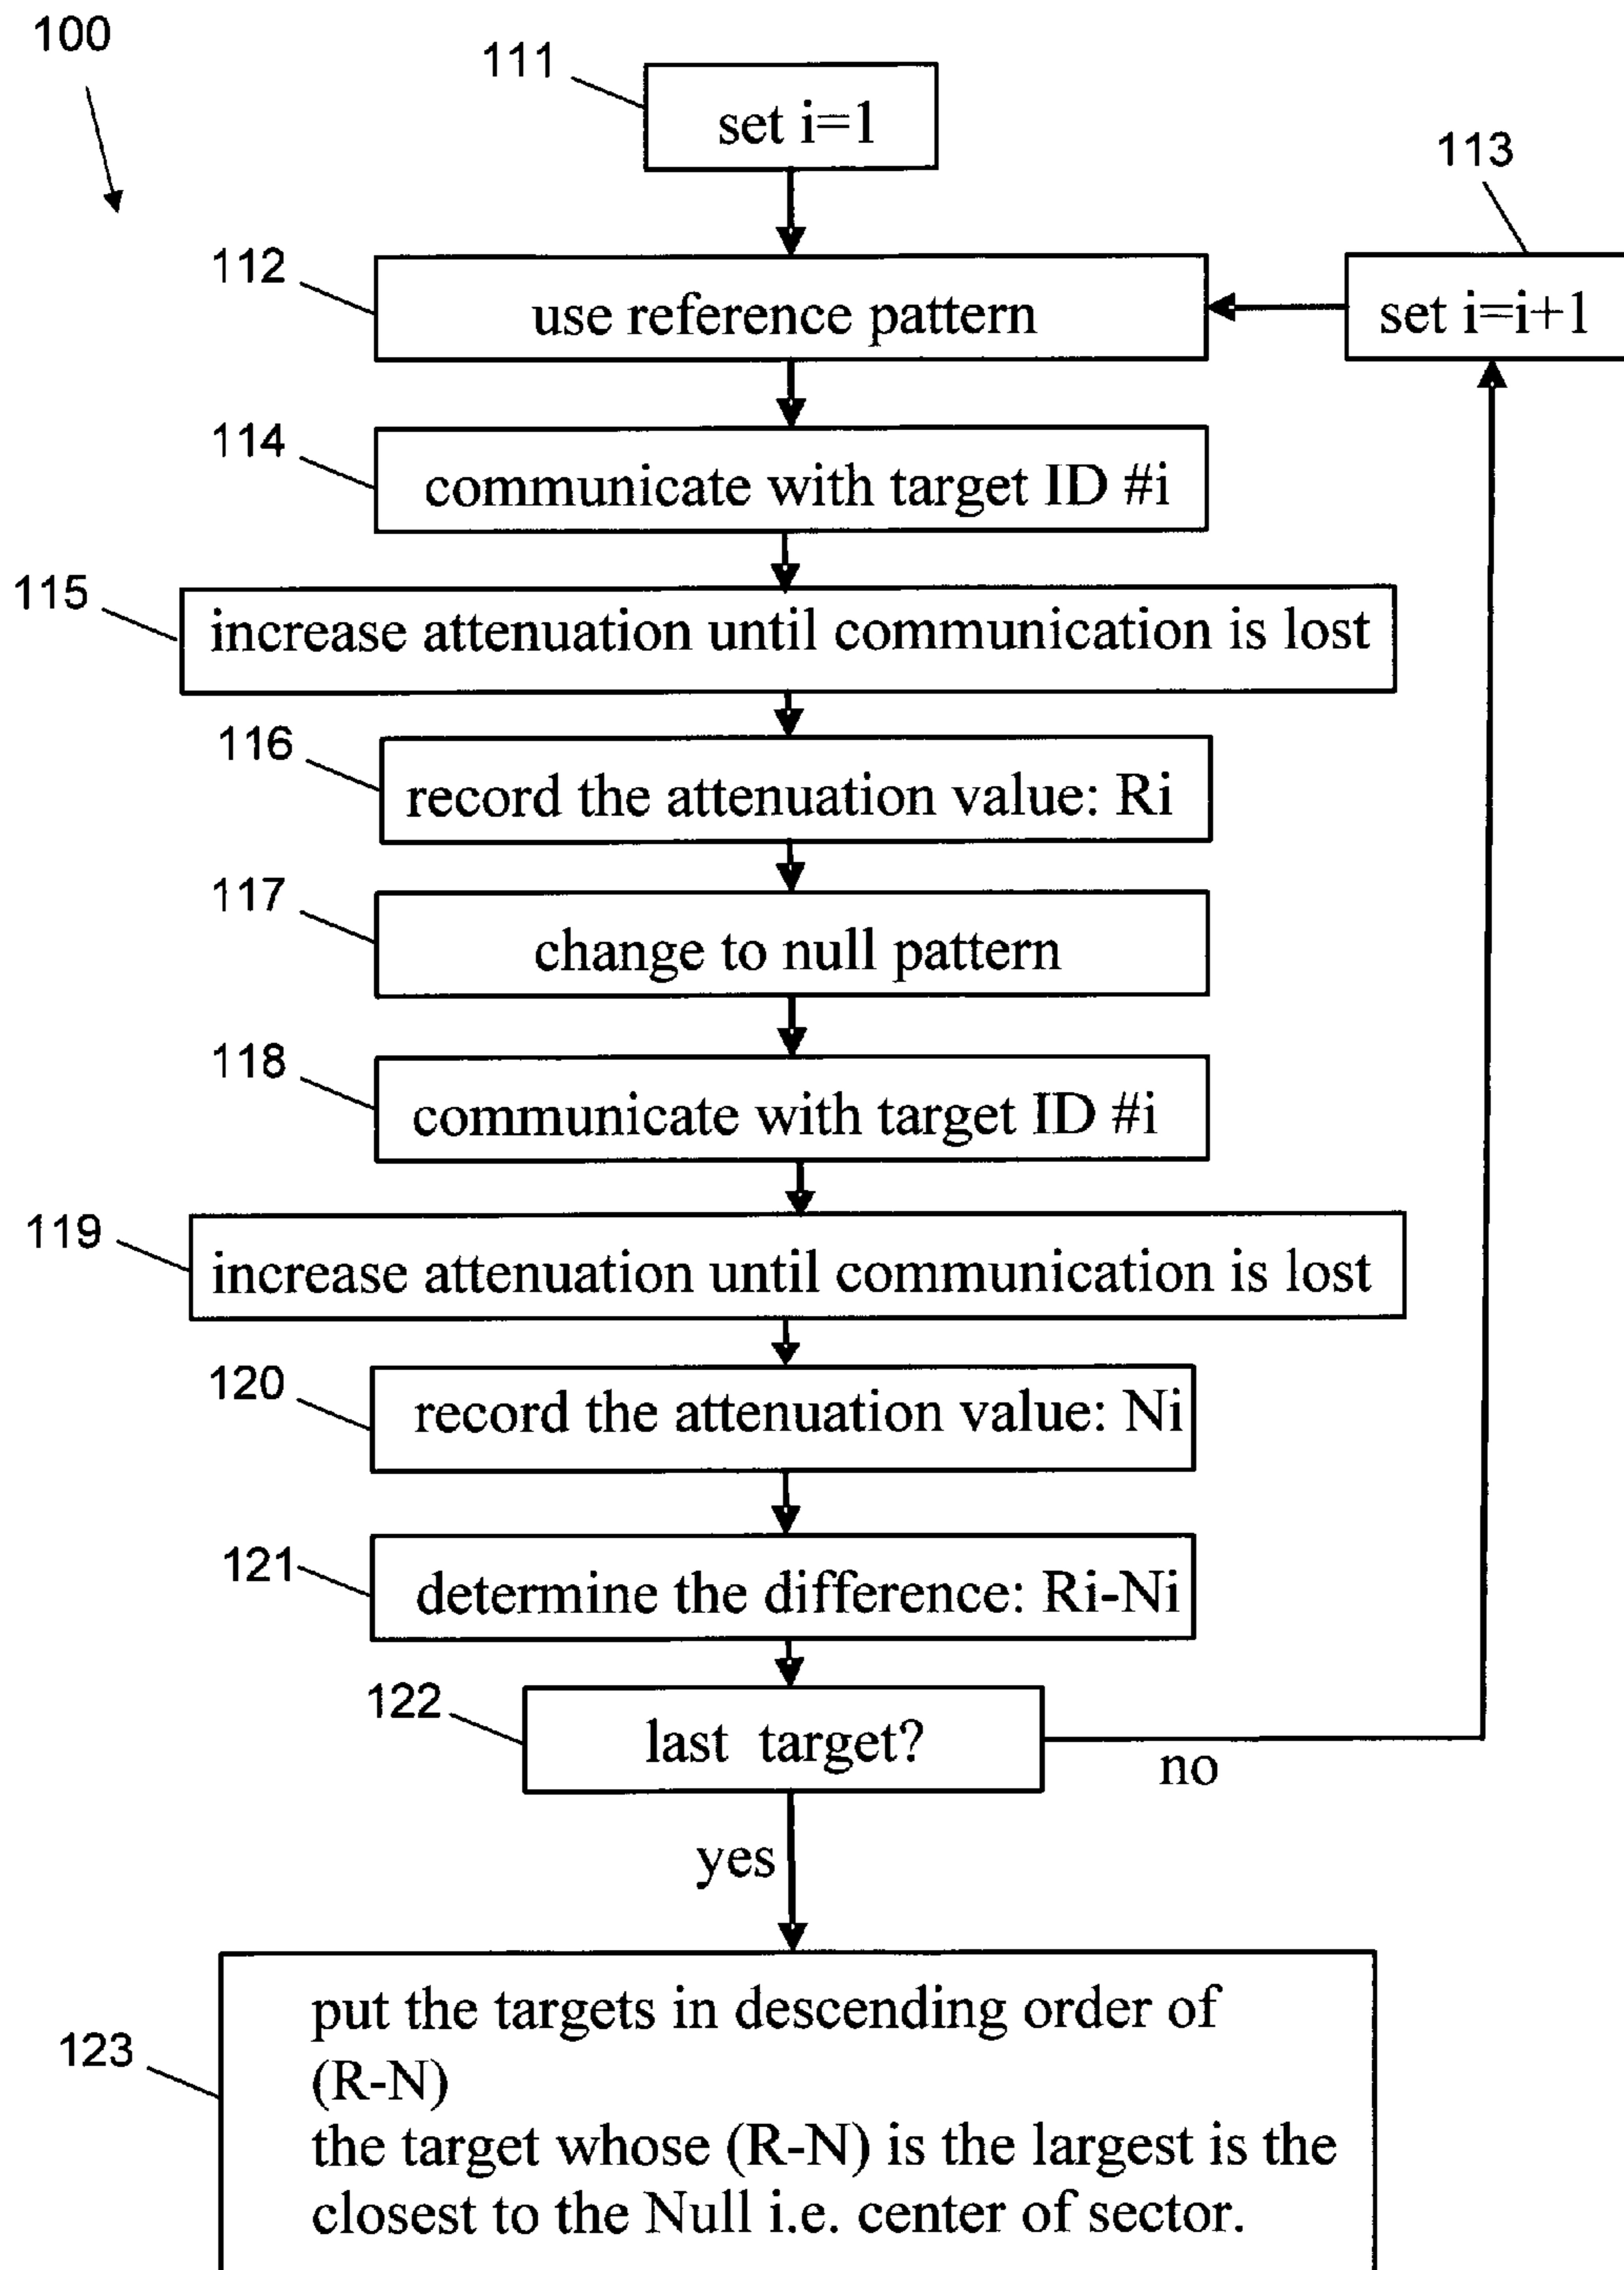 100
111
set i=1
113
112
use reference pattern
set i=i+1
114
communicate with target ID #i
115
increase attenuation until communication is lost
116
record the attenuation value: Ri
117
change to null pattern
118
communicate with target ID #i
119
increase attenuation until communication is lost
120
record the attenuation value: Ni
121
determine the difference: Ri-Ni
122
last target?
no
yes
123
put the targets in descending order of
(R-N)
the target whose (R-N) is the largest is the
closest to the Null i.e. center of sector.